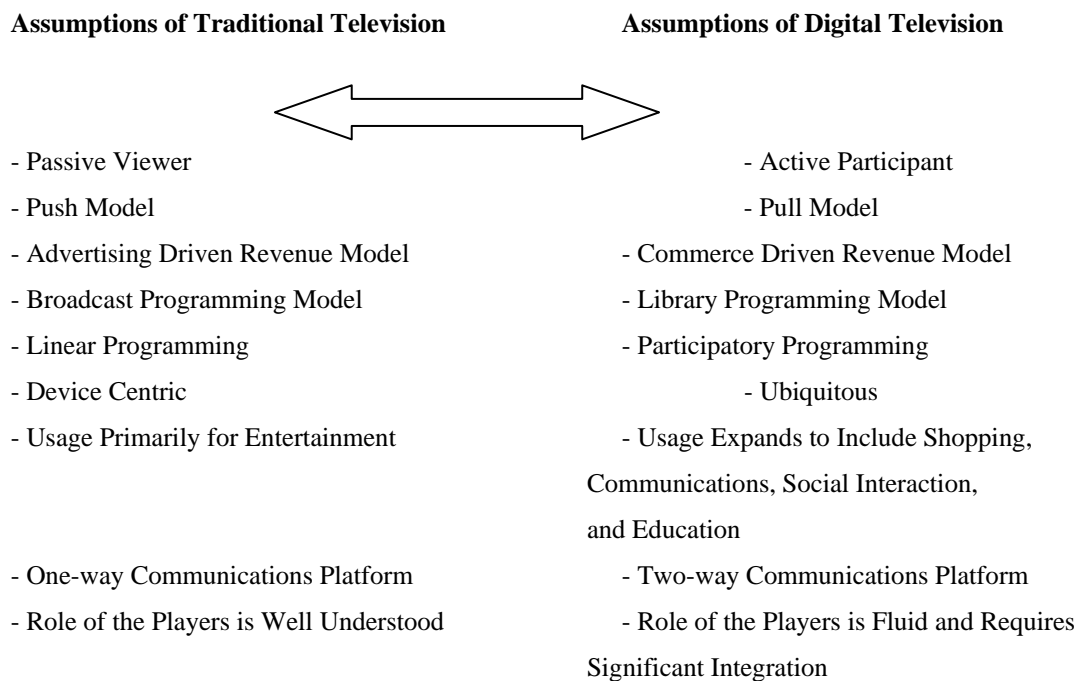 Assumptions of Traditional Television Assumptions of Digital Television
- Passive Viewer - Active Participant
- Push Model - Pull Model
- Advertising Driven Revenue Model - Commerce Driven Revenue Model
- Broadcast Programming Model - Library Programming Model
- Linear Programming - Participatory Programming
- Device Centric - Ubiquitous
- Usage Primarily for Entertainment - Usage Expands to Include Shopping,
Communications, Social Interaction,
and Education
- One-way Communications Platform - Two-way Communications Platform
- Role of the Players is Well Understood - Role of the Players is Fluid and Requires
Significant Integration